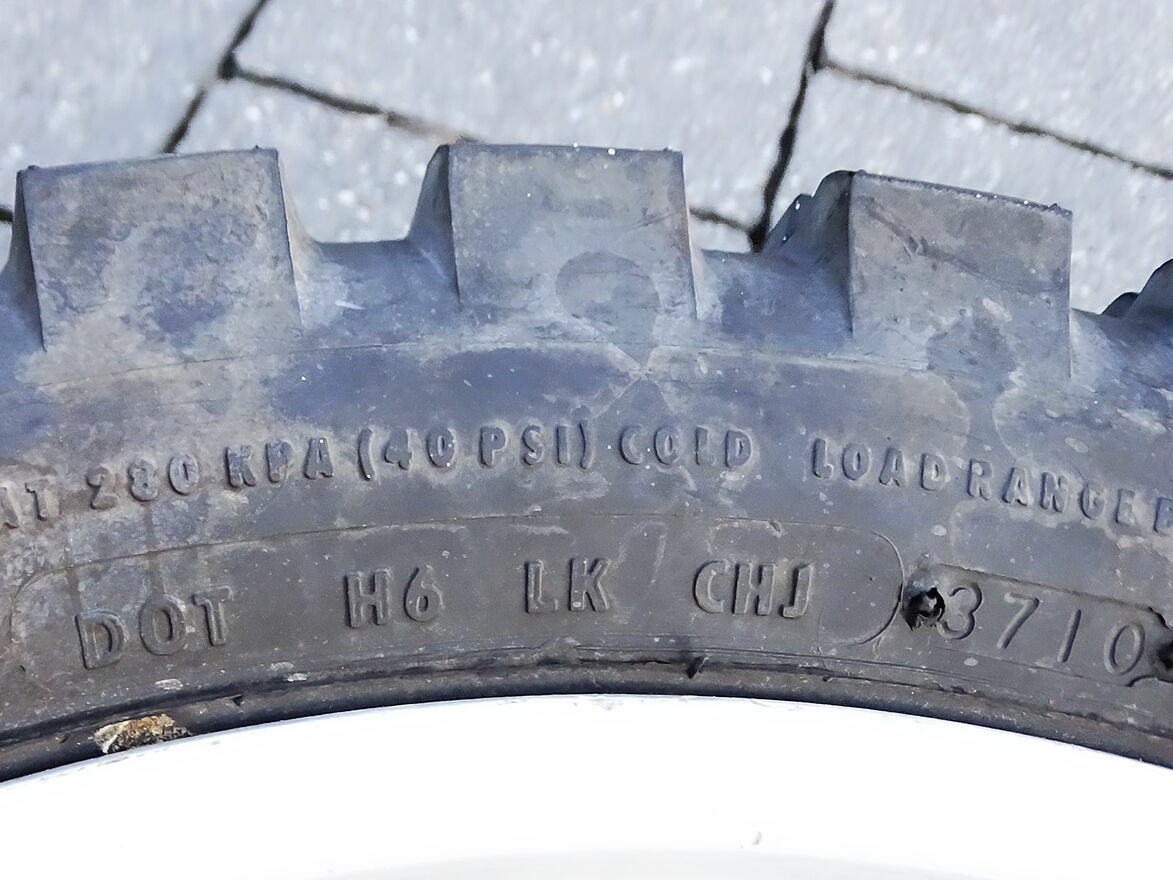 AT 280 KPA (40 PSI) COLD LOAD RANGE
DOT H6 LK CHJ 3710